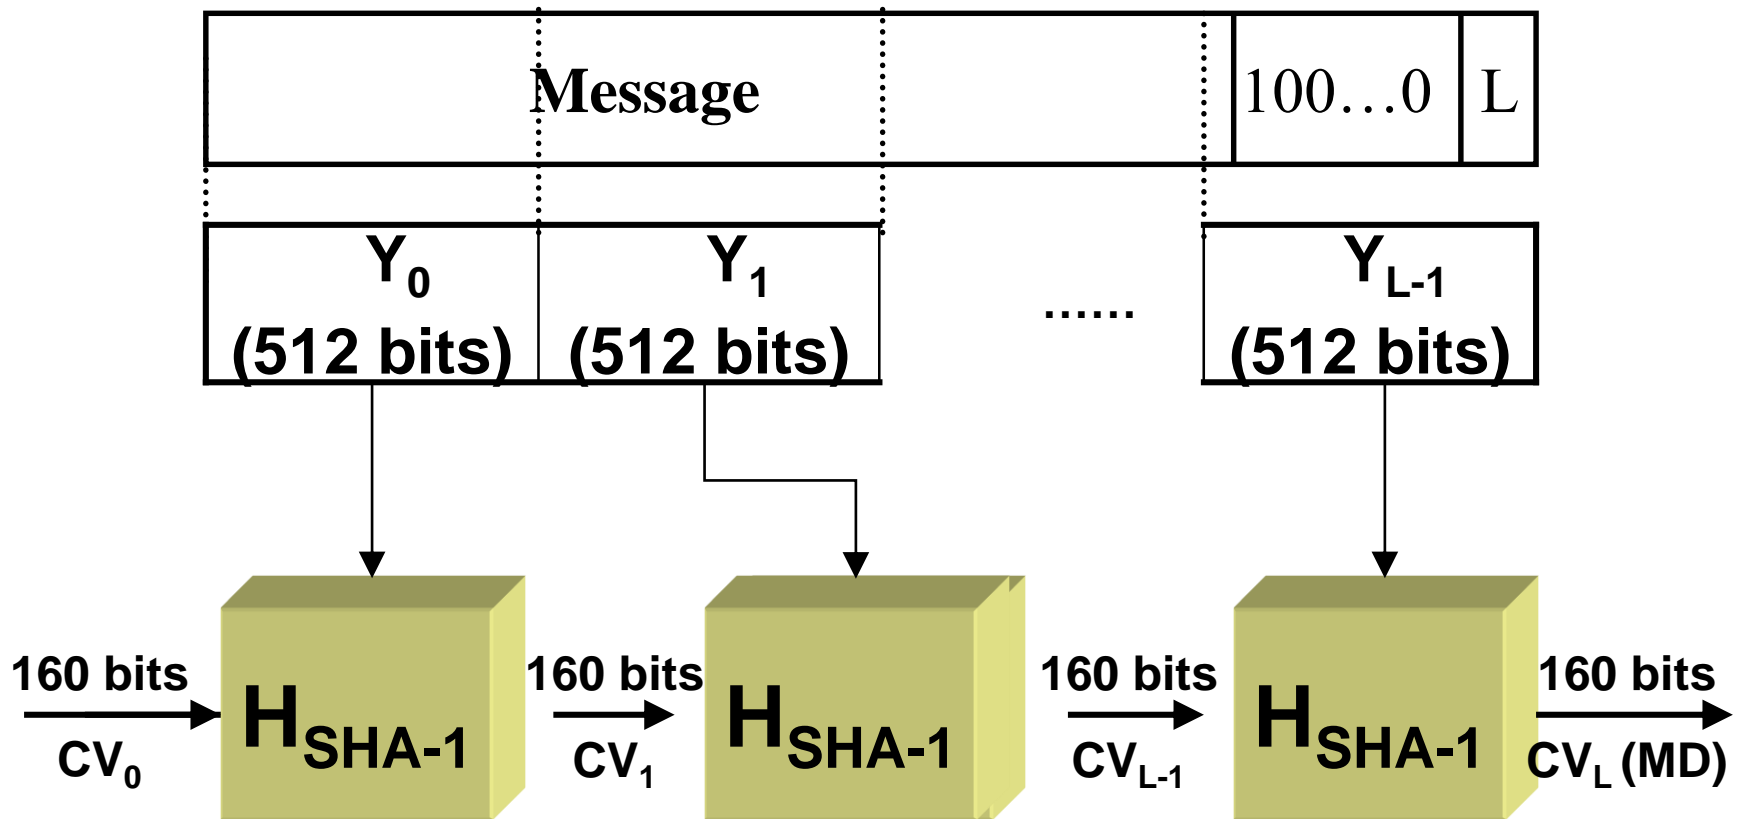 Message 100…0 L
Y0 Y1 YL-1
(512 bits) (512 bits) ...... (512 bits)
160 bits 160 bits 160 bits 160 bits
HSHA-1 HSHA-1 HSHA-1
CV0 CV1 CVL-1 CVL (MD)